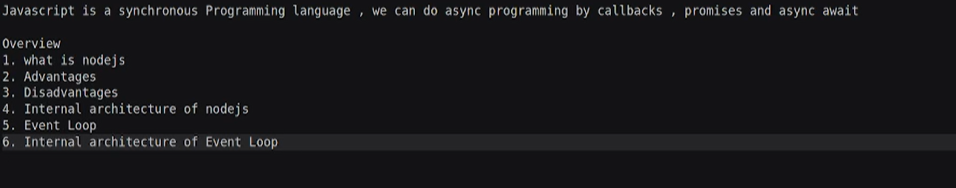 Javascript is a synchronous Programming language , we can do async programming by callbacks , promises and async await
Overview
1. what is nodejs
2. Advantages
3. Disadvantages
4. Internal architecture of nodejs
5. Event Loop
6. Internal architecture of Event Loop